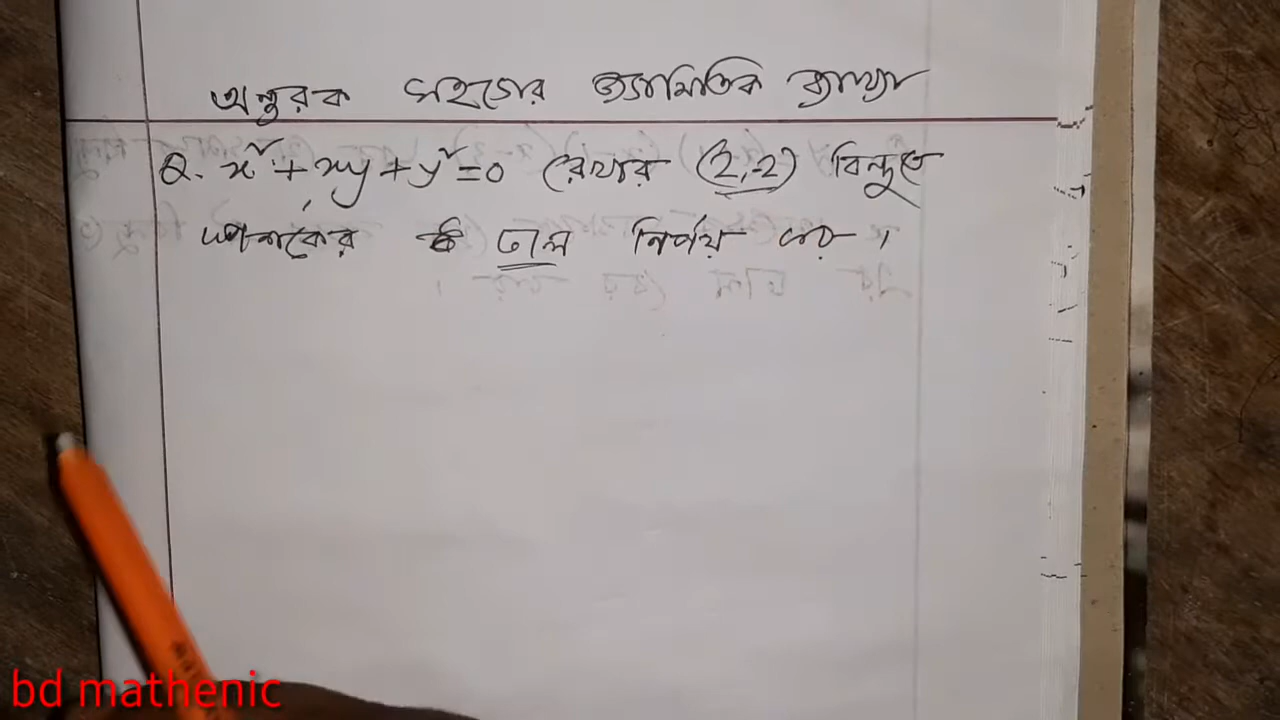 অন্তরক সহগের জ্যামিতিক ব্যাখ্যা
Q. x²+xy+y²=0 রেখার (2,-2) বিন্দুতে
স্পর্শকের ঢাল নির্ণয় কর ।
bd mathenic